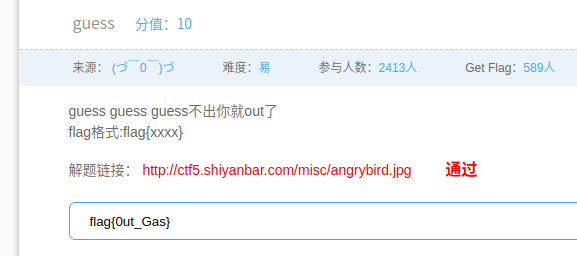 guess 分值：10
来源： (づ￣0￣)づ 难度：易 参与人数：2413人 Get Flag：589人
guess guess guess不出你就out了
flag格式:flag{xxxx}
解题链接： http://ctf5.shiyanbar.com/misc/angrybird.jpg 通过
flag{0ut_Gas}